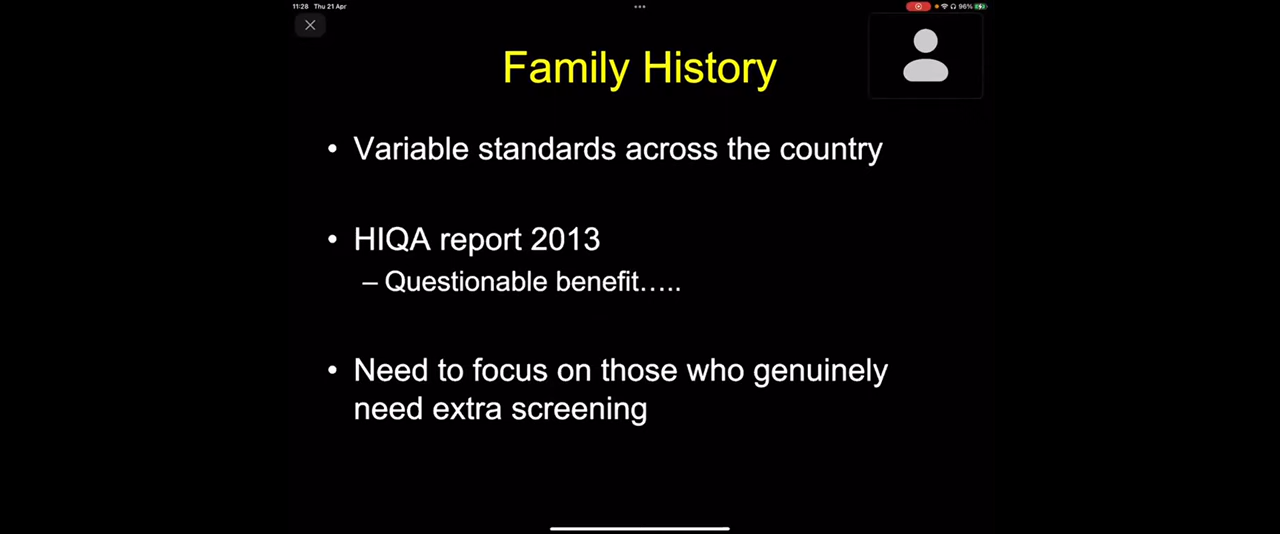 11:28 Thu 21 Apr
96%
Family History
• Variable standards across the country
• HIQA report 2013
– Questionable benefit.....
• Need to focus on those who genuinely
need extra screening